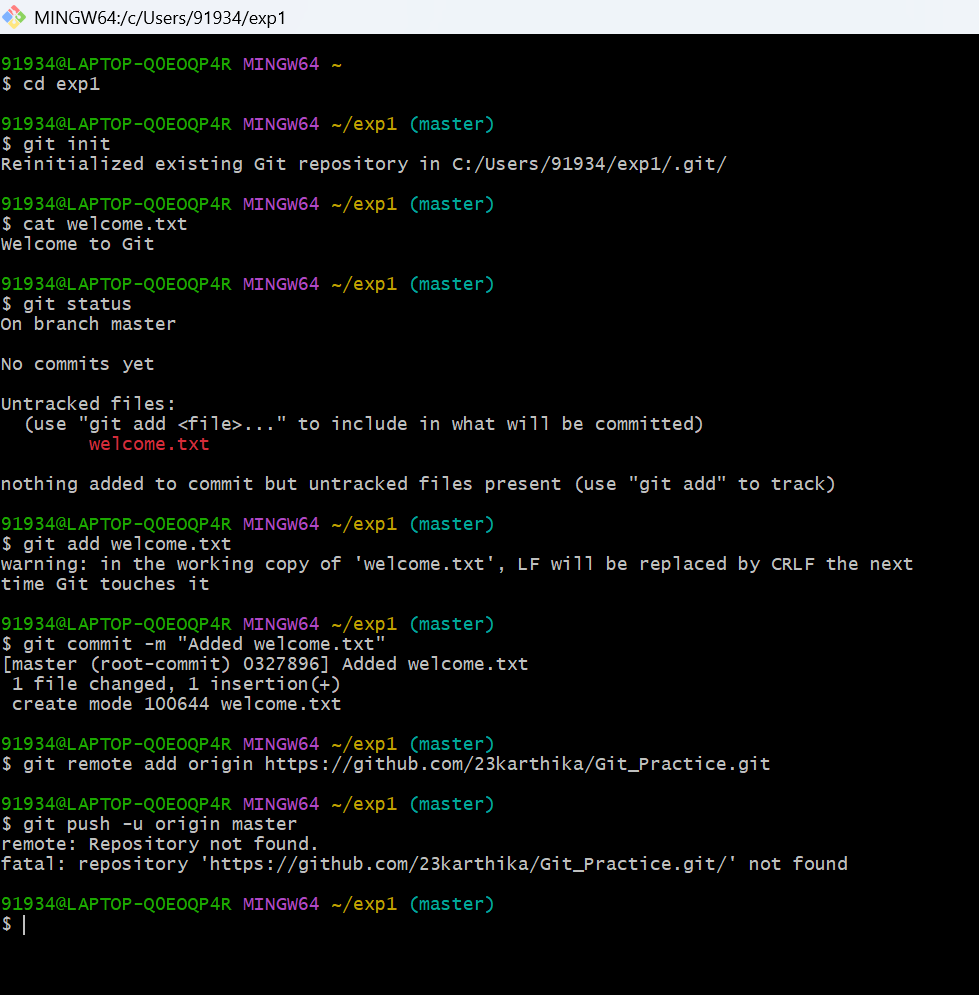 MINGW64:/c/Users/91934/exp1
91934@LAPTOP-Q0EOQP4R MINGW64 ~
$ cd exp1
91934@LAPTOP-Q0EOQP4R MINGW64 ~/exp1 (master)
$ git init
Reinitialized existing Git repository in C:/Users/91934/exp1/.git/
91934@LAPTOP-Q0EOQP4R MINGW64 ~/exp1 (master)
$ cat welcome.txt
Welcome to Git
91934@LAPTOP-Q0EOQP4R MINGW64 ~/exp1 (master)
$ git status
On branch master
No commits yet
Untracked files:
  (use "git add <file>..." to include in what will be committed)
        welcome.txt
nothing added to commit but untracked files present (use "git add" to track)
91934@LAPTOP-Q0EOQP4R MINGW64 ~/exp1 (master)
$ git add welcome.txt
warning: in the working copy of 'welcome.txt', LF will be replaced by CRLF the next
time Git touches it
91934@LAPTOP-Q0EOQP4R MINGW64 ~/exp1 (master)
$ git commit -m "Added welcome.txt"
[master (root-commit) 0327896] Added welcome.txt
 1 file changed, 1 insertion(+)
 create mode 100644 welcome.txt
91934@LAPTOP-Q0EOQP4R MINGW64 ~/exp1 (master)
$ git remote add origin https://github.com/23karthika/Git_Practice.git
91934@LAPTOP-Q0EOQP4R MINGW64 ~/exp1 (master)
$ git push -u origin master
remote: Repository not found.
fatal: repository 'https://github.com/23karthika/Git_Practice.git/' not found
91934@LAPTOP-Q0EOQP4R MINGW64 ~/exp1 (master)
$